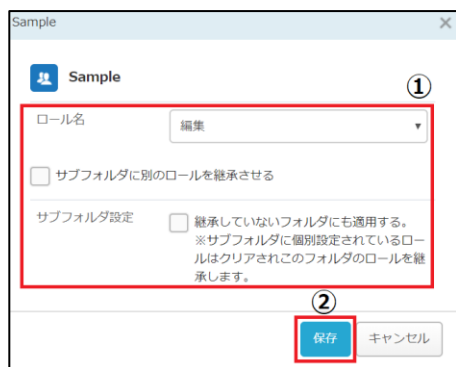 Sample
×
Sample
①
ロール名
編集
サブフォルダに別のロールを継承させる
サブフォルダ設定
継承していないフォルダにも適用する。
※サブフォルダに個別設定されているロー
ルはクリアされこのフォルダのロールを継
承します。
②
保存
キャンセル